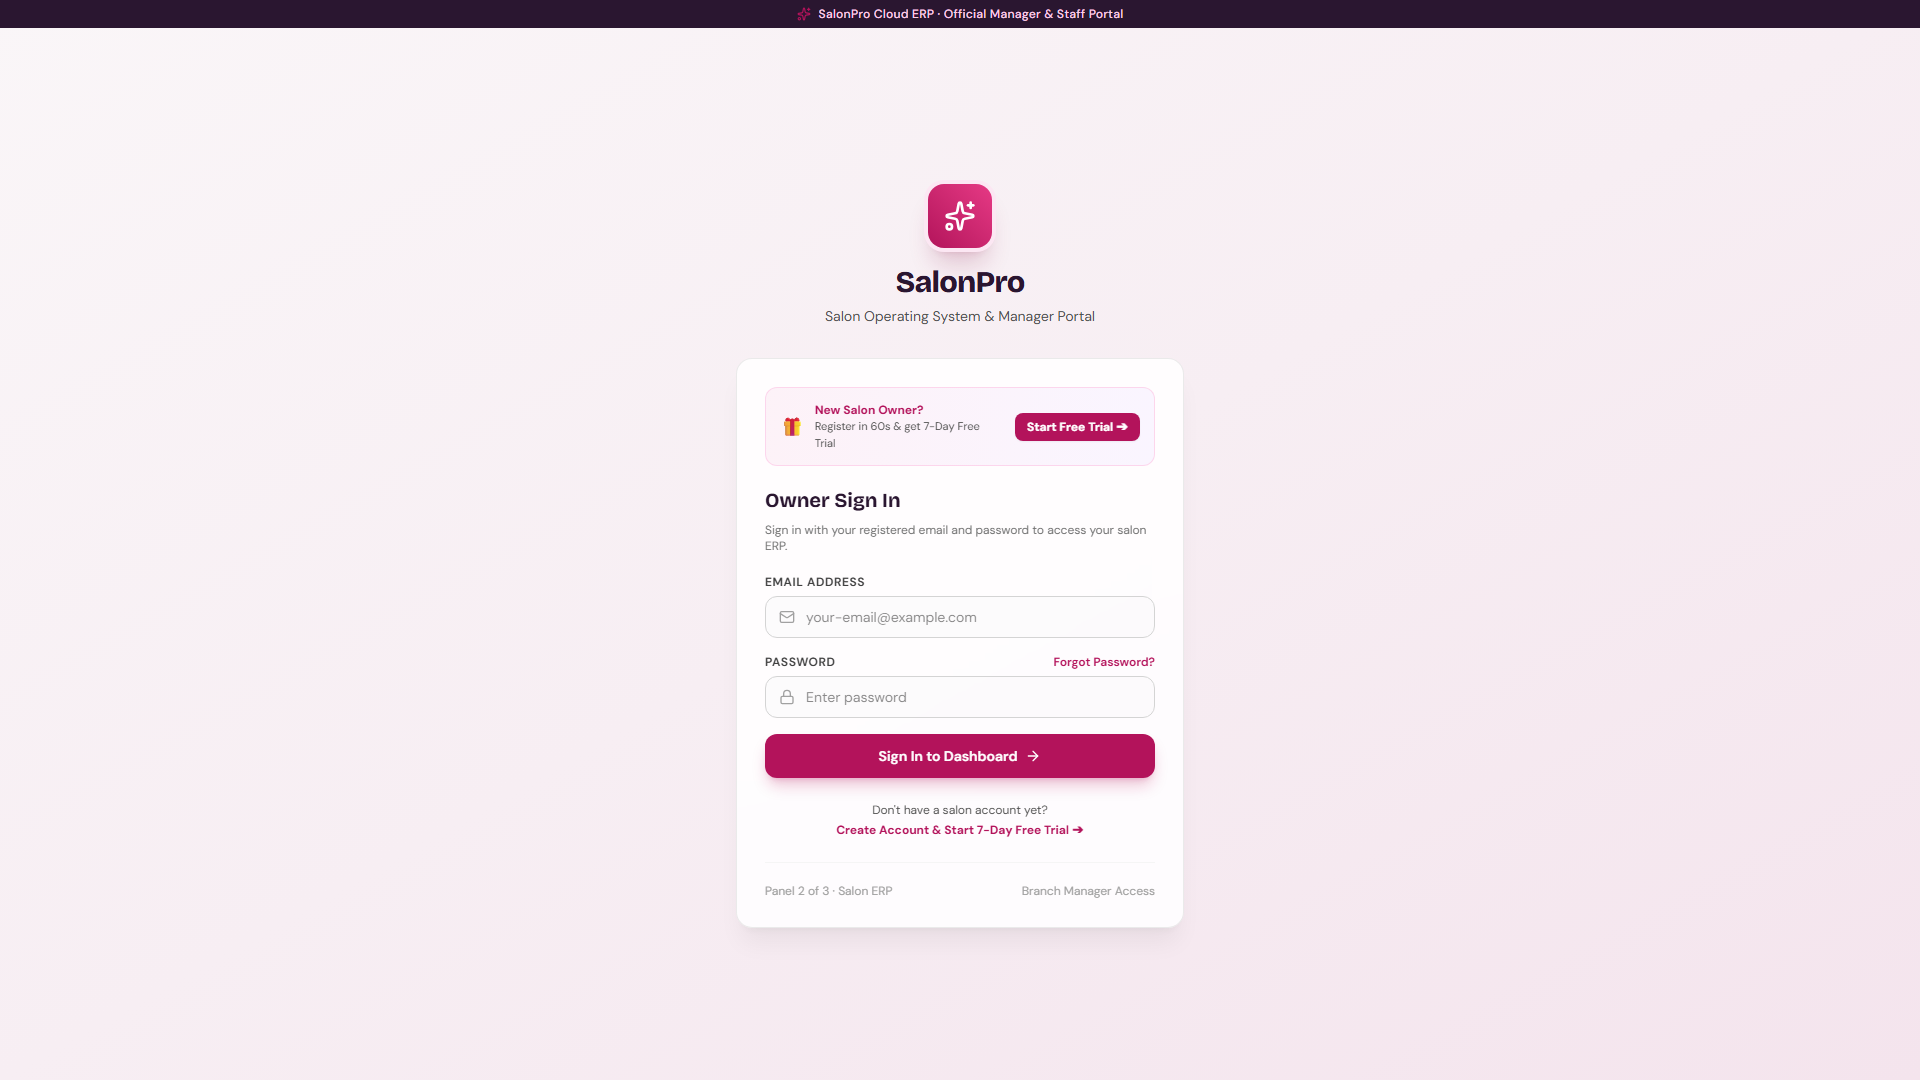 SalonPro Cloud ERP · Official Manager & Staff Portal
SalonPro
Salon Operating System & Manager Portal
New Salon Owner?
Register in 60s & get 7-Day Free
Trial
Start Free Trial ➔
Owner Sign In
Sign in with your registered email and password to access your salon
ERP.
EMAIL ADDRESS
your-email@example.com
PASSWORD
Forgot Password?
Enter password
Sign In to Dashboard →
Don't have a salon account yet?
Create Account & Start 7-Day Free Trial ➔
Panel 2 of 3 · Salon ERP
Branch Manager Access